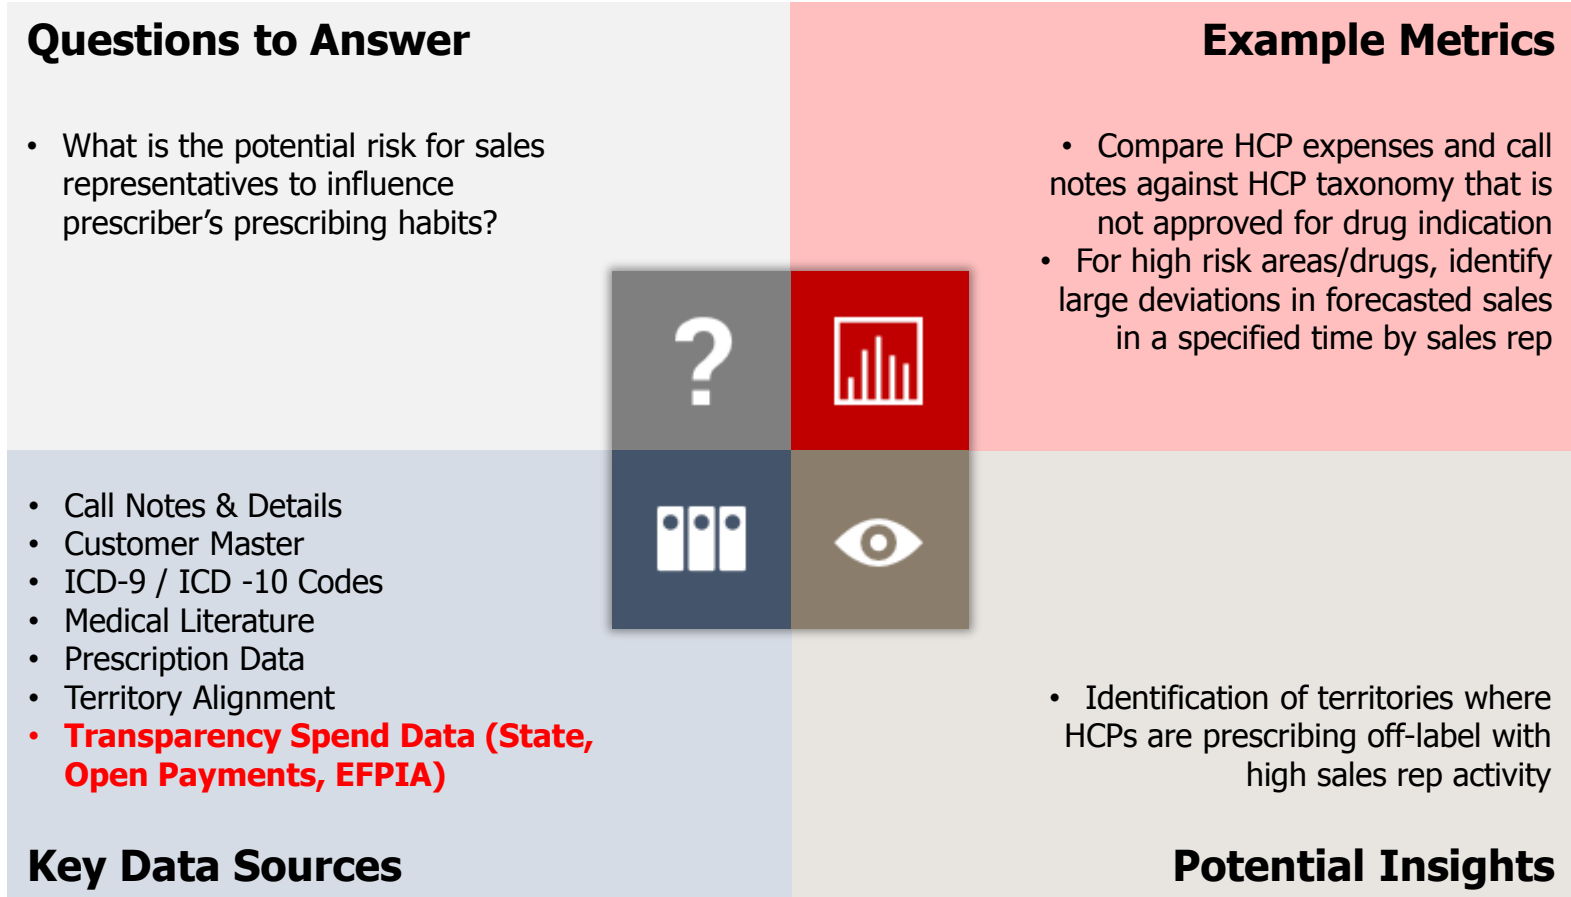 Questions to Answer
• What is the potential risk for sales
representatives to influence
prescriber’s prescribing habits?
Example Metrics
• Compare HCP expenses and call
notes against HCP taxonomy that is
not approved for drug indication
• For high risk areas/drugs, identify
large deviations in forecasted sales
in a specified time by sales rep
?
• Call Notes & Details
• Customer Master
• ICD-9 / ICD -10 Codes
• Medical Literature
• Prescription Data
• Territory Alignment
• Transparency Spend Data (State,
Open Payments, EFPIA)
Key Data Sources
• Identification of territories where
HCPs are prescribing off-label with
high sales rep activity
Potential Insights